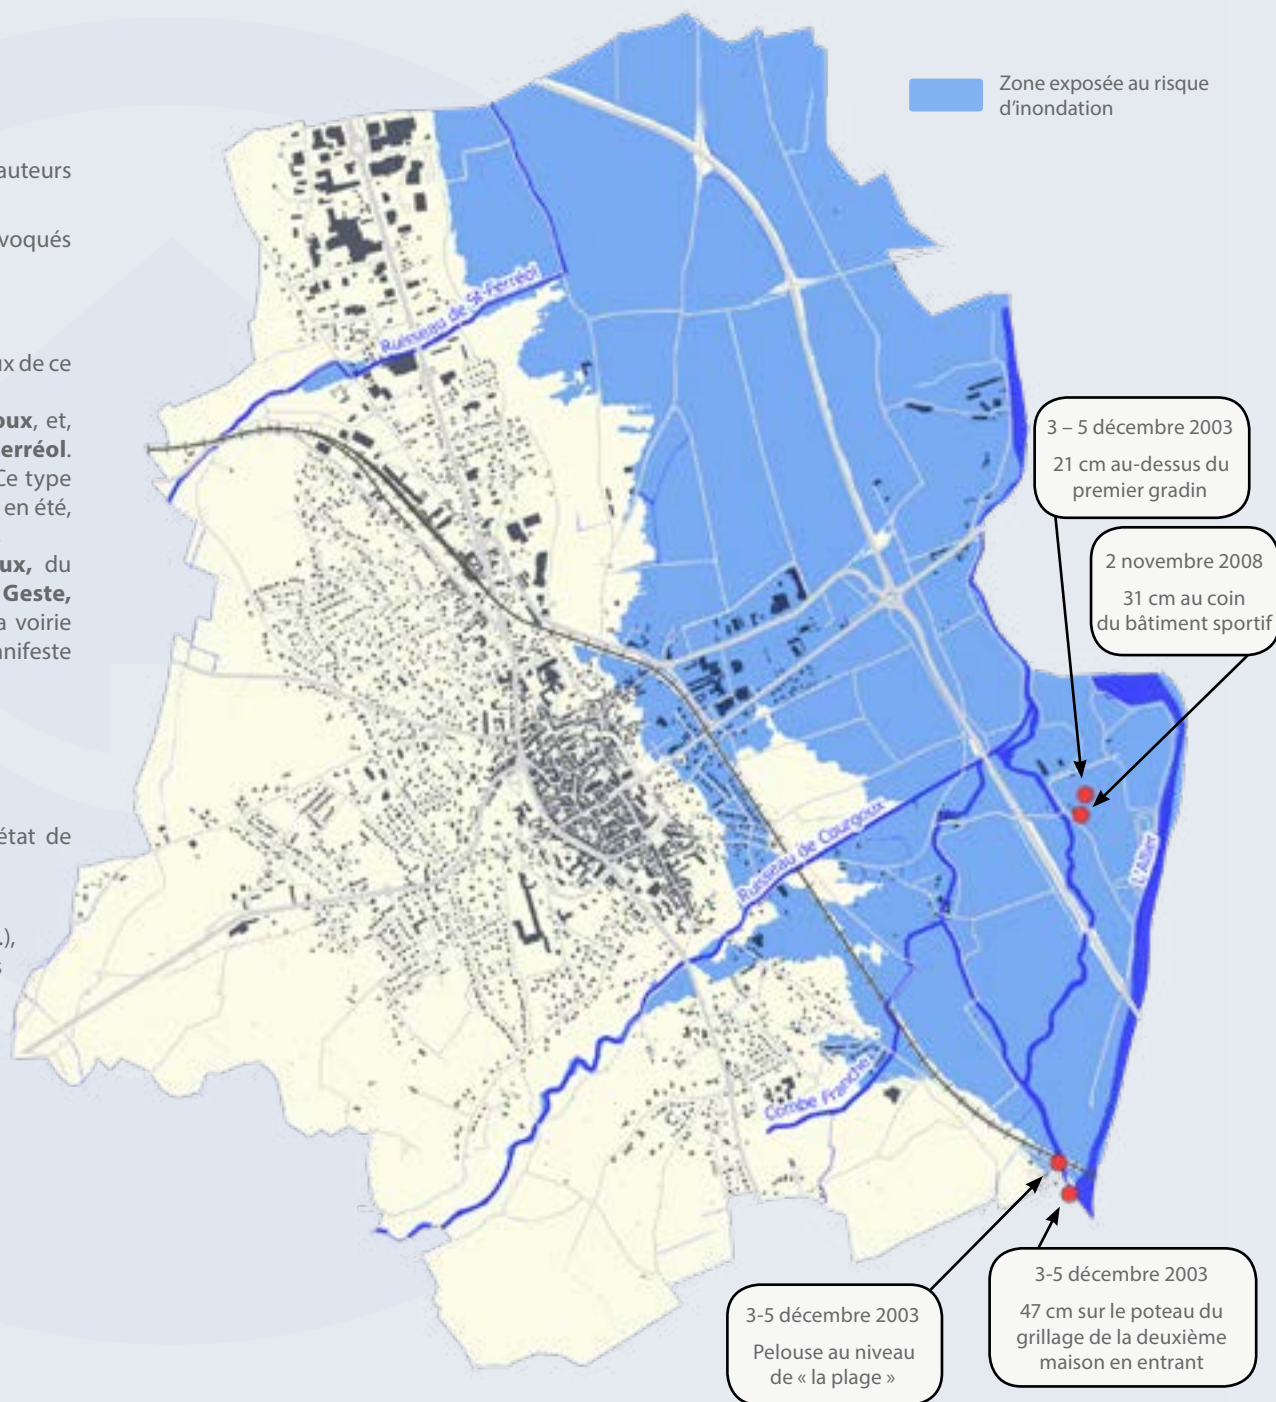 auteurs
voqués
ux de ce
oux, et,
erréol.
Ce type
en été,
ux, du
Geste,
a voirie
anifeste
état de
.),
s
Zone exposée au risque
d'inondation
Ruisseau de St-Ferréol
3 – 5 décembre 2003
21 cm au-dessus du
premier gradin
2 novembre 2008
31 cm au coin
du bâtiment sportif
Ruisseau de Courgoux
L'Allier
Combe Franche
3-5 décembre 2003
Pelouse au niveau
de « la plage »
3-5 décembre 2003
47 cm sur le poteau du
grillage de la deuxième
maison en entrant